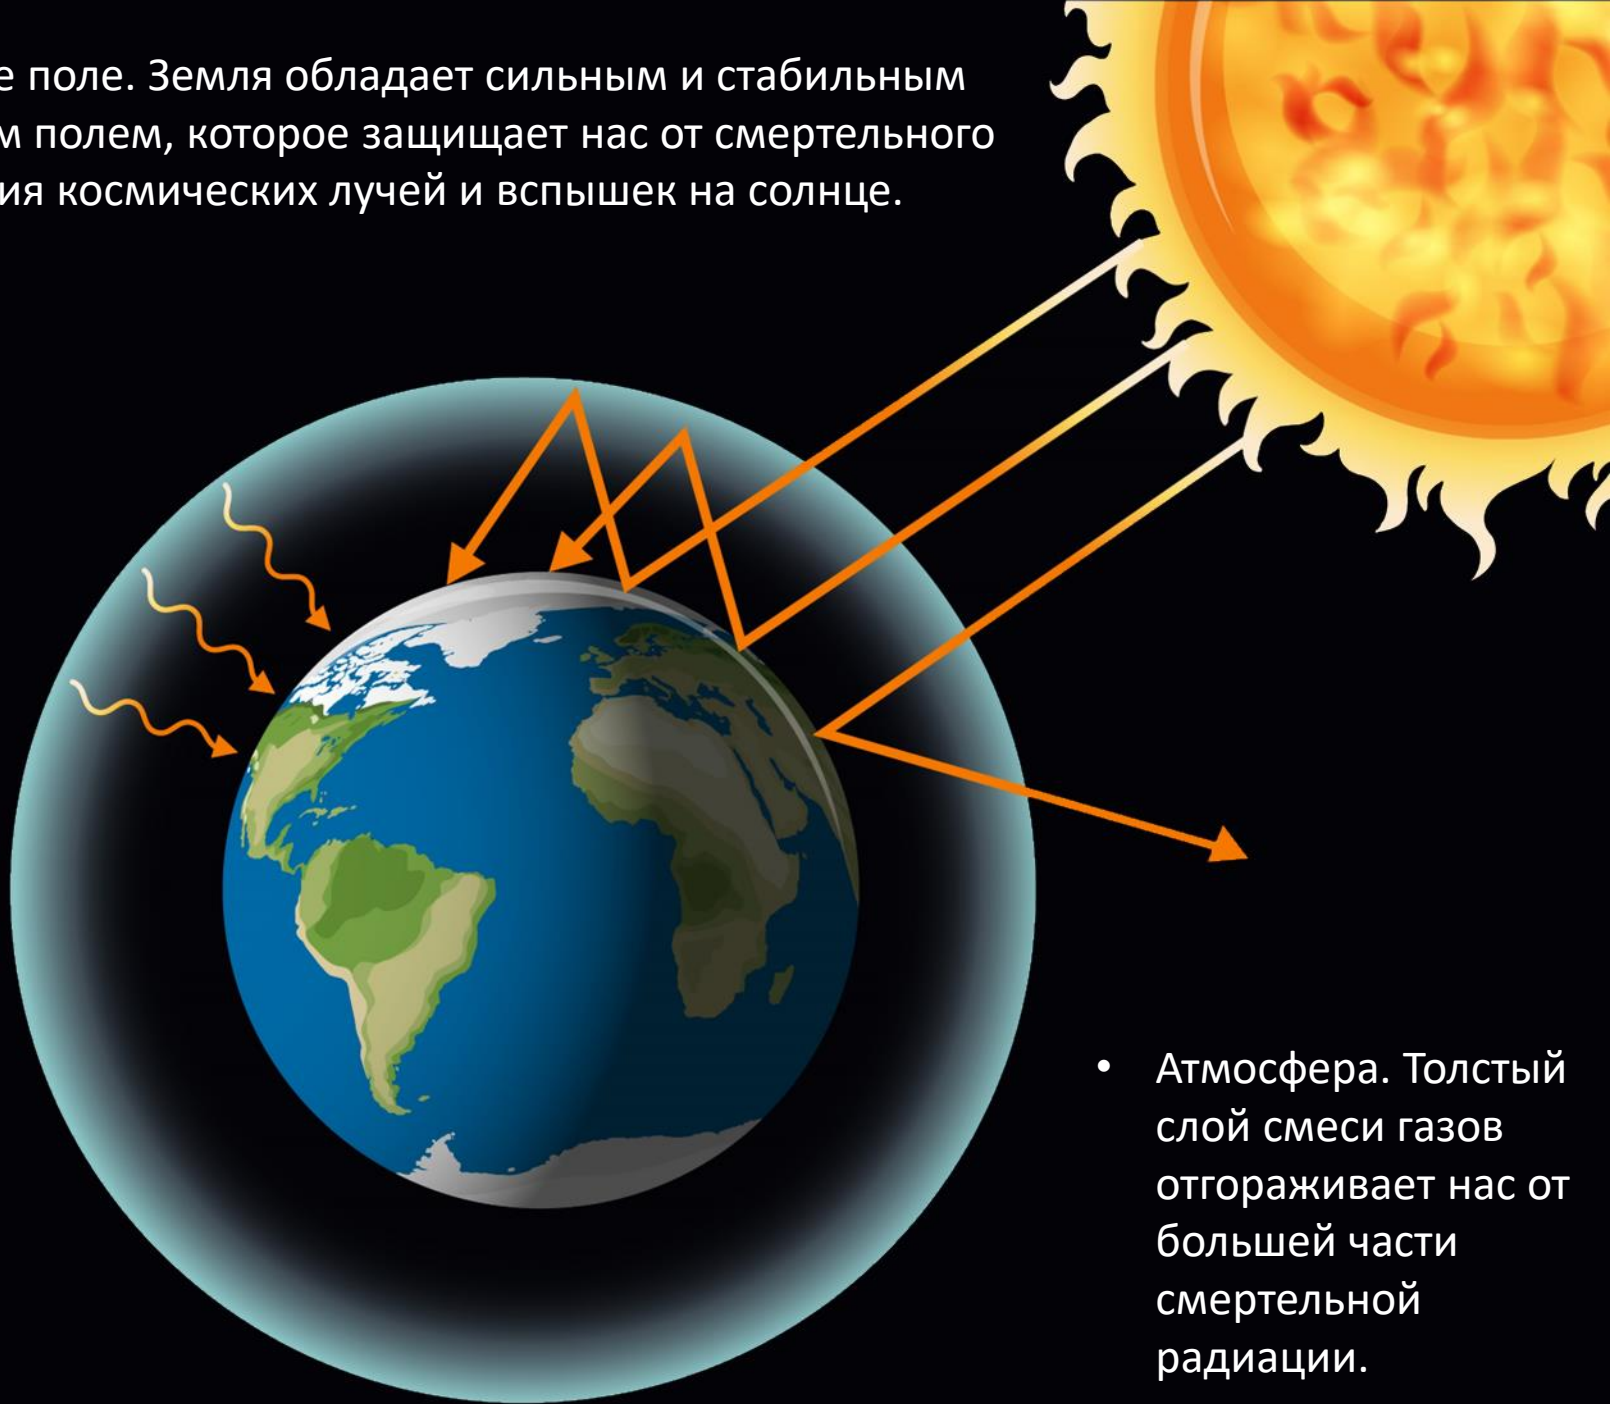 е поле. Земля обладает сильным и стабильным
м полем, которое защищает нас от смертельного
ия космических лучей и вспышек на солнце.
• Атмосфера. Толстый
слой смеси газов
отгораживает нас от
большей части
смертельной
радиации.